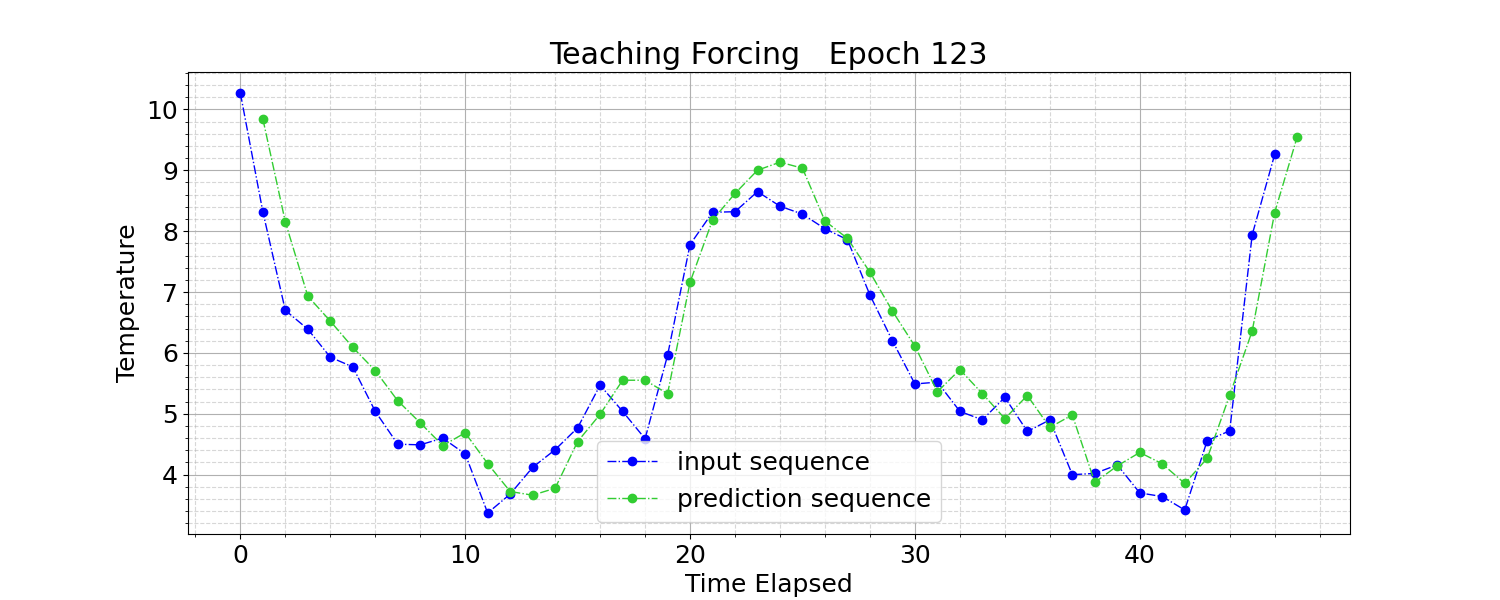 Teaching Forcing   Epoch 123
10
9
8
7
6
5
4
Temperature
input sequence
prediction sequence
0 10 20 30 40
Time Elapsed